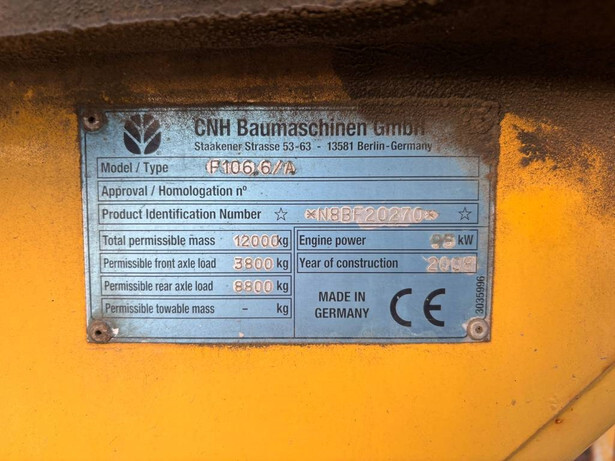 CNH Baumaschinen GmbH
Staakener Strasse 53-63 - 13581 Berlin-Germany
Model / Type F106.6/A
Approval / Homologation nº
Product Identification Number ☆ *N8BF20270* ☆
Total permissible mass 12000 kg
Permissible front axle load 3800 kg
Permissible rear axle load 8800 kg
Permissible towable mass - kg
Engine power kW
Year of construction
MADE IN
GERMANY
CE
3035996